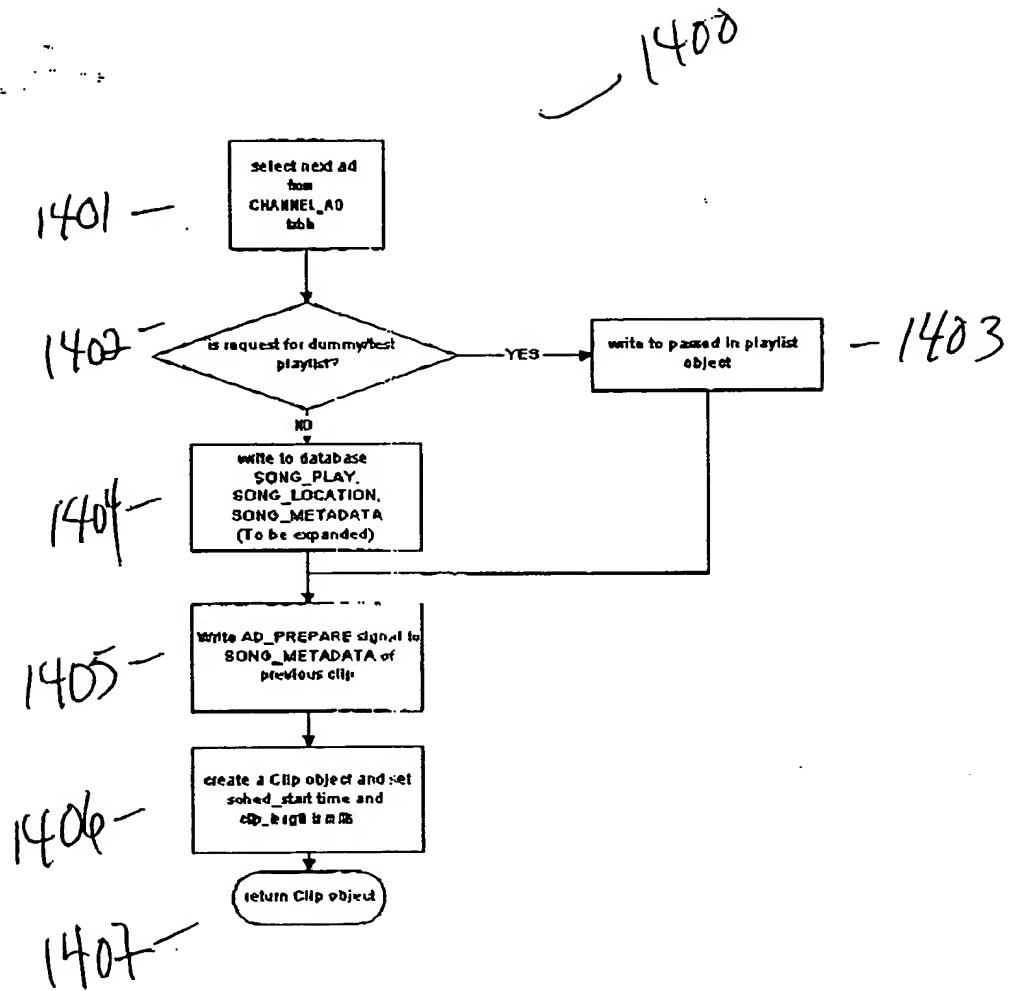 1400
select next ad
from
CHANNEL_AD
table
1401
is request for dummy/test
playlist?
1402
YES
write to passed in playlist
object
1403
NO
write to database
SONG_PLAY,
SONG_LOCATION,
SONG_METADATA
(To be expanded)
1404
Write AD_PREPARE signal to
SONG_METADATA of
previous clip
1405
create a Clip object and set
sched_start time and
clip_length
1406
return Clip object
1407